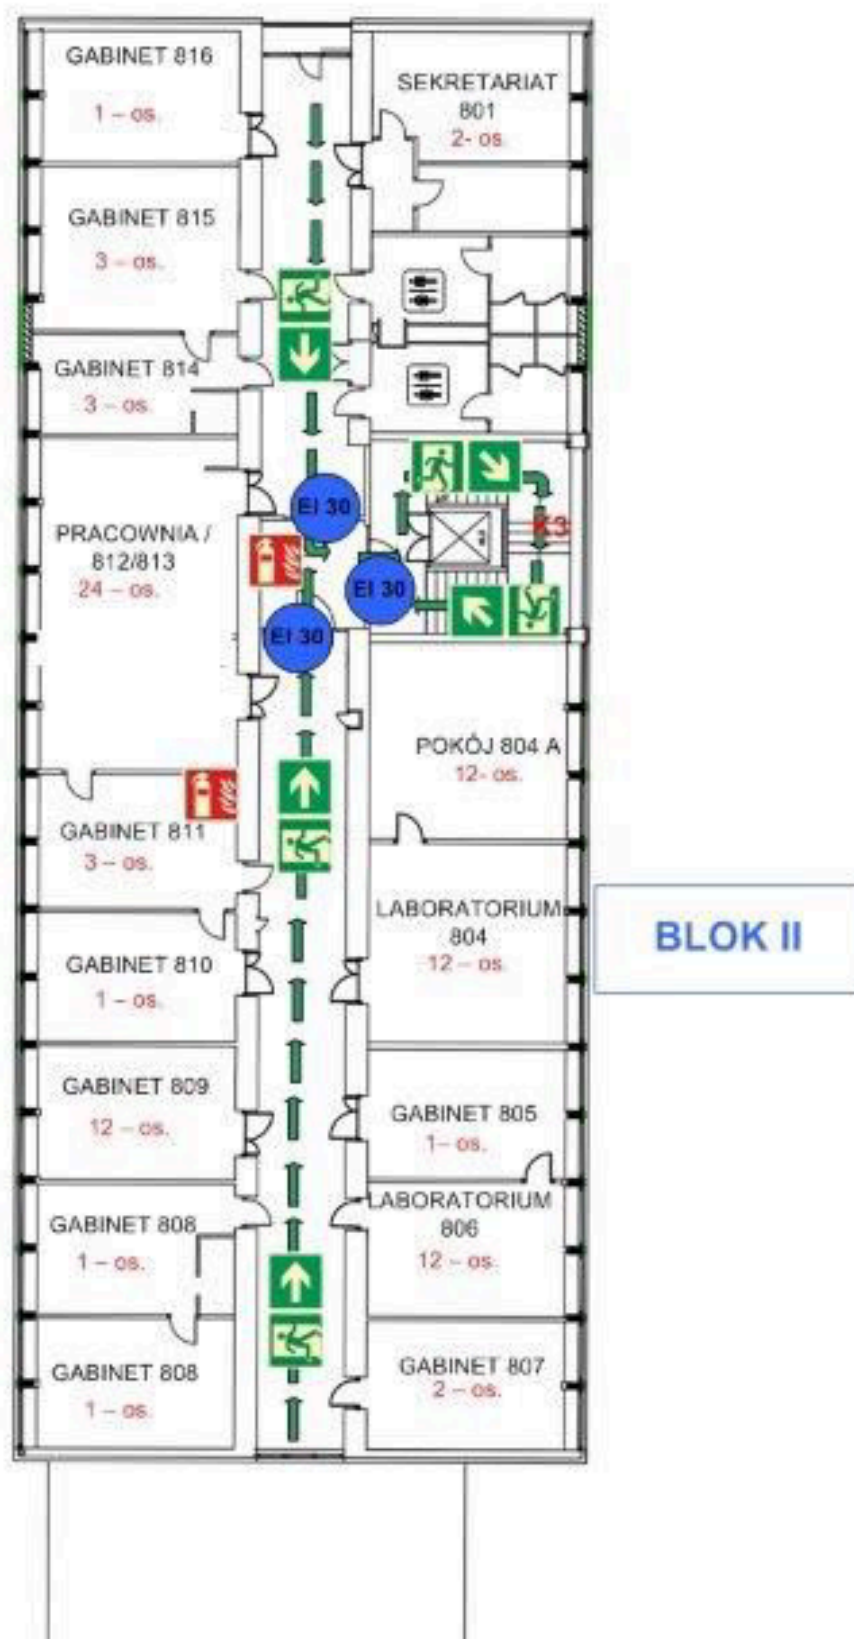 GABINET 816
1 – os.
SEKRETARIAT
801
2- os.
GABINET 815
3 – os.
GABINET 814
3 – os.
EI 30
PRACOWNIA /
812/813
24 – os.
EI 30
EI 30
POKÓJ 804 A
12- os.
GABINET 811
3 – os.
LABORATORIUM
804
12 – os.
BLOK II
GABINET 810
1 – os.
GABINET 809
12 – os.
GABINET 805
1– os.
GABINET 808
1 – os.
LABORATORIUM
806
12 – os.
GABINET 808
1 – os.
GABINET 807
2 – os.